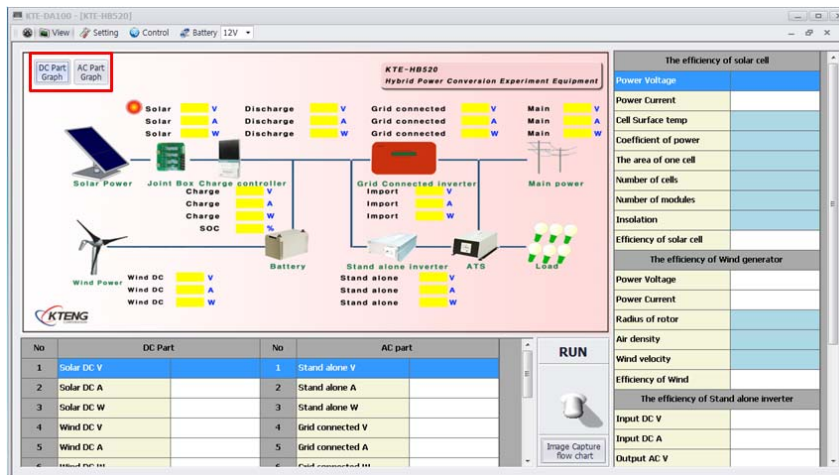 KTE-DA100 - [KTE-HB520]
View Setting Control Battery 12V
DC Part Graph AC Part Graph
KTE-HB520
Hybrid Power Conversion Experiment Equipment
Solar V Discharge V Grid connected V Main V
Solar A Discharge A Grid connected A Main A
Solar W Discharge W Grid connected W Main W
Solar Power Joint Box Charge controller Grid Connected inverter Main power
Charge V Import V
Charge A Import A
Charge W Import W
SOC %
Wind Power Battery Stand alone inverter ATS Load
Wind DC V Stand alone V
Wind DC A Stand alone A
Wind DC W Stand alone W
KTENG
No DC Part No AC part
1 Solar DC V 1 Stand alone V
2 Solar DC A 2 Stand alone A
3 Solar DC W 3 Stand alone W
4 Wind DC V 4 Grid connected V
5 Wind DC A 5 Grid connected A
RUN
Image Capture
flow chart
The efficiency of solar cell
Power Voltage
Power Current
Cell Surface temp
Coefficient of power
The area of one cell
Number of cells
Number of modules
Insolation
Efficiency of solar cell
The efficiency of Wind generator
Power Voltage
Power Current
Radius of rotor
Air density
Wind velocity
Efficiency of Wind
The efficiency of Stand alone inverter
Input DC V
Input DC A
Output AC V